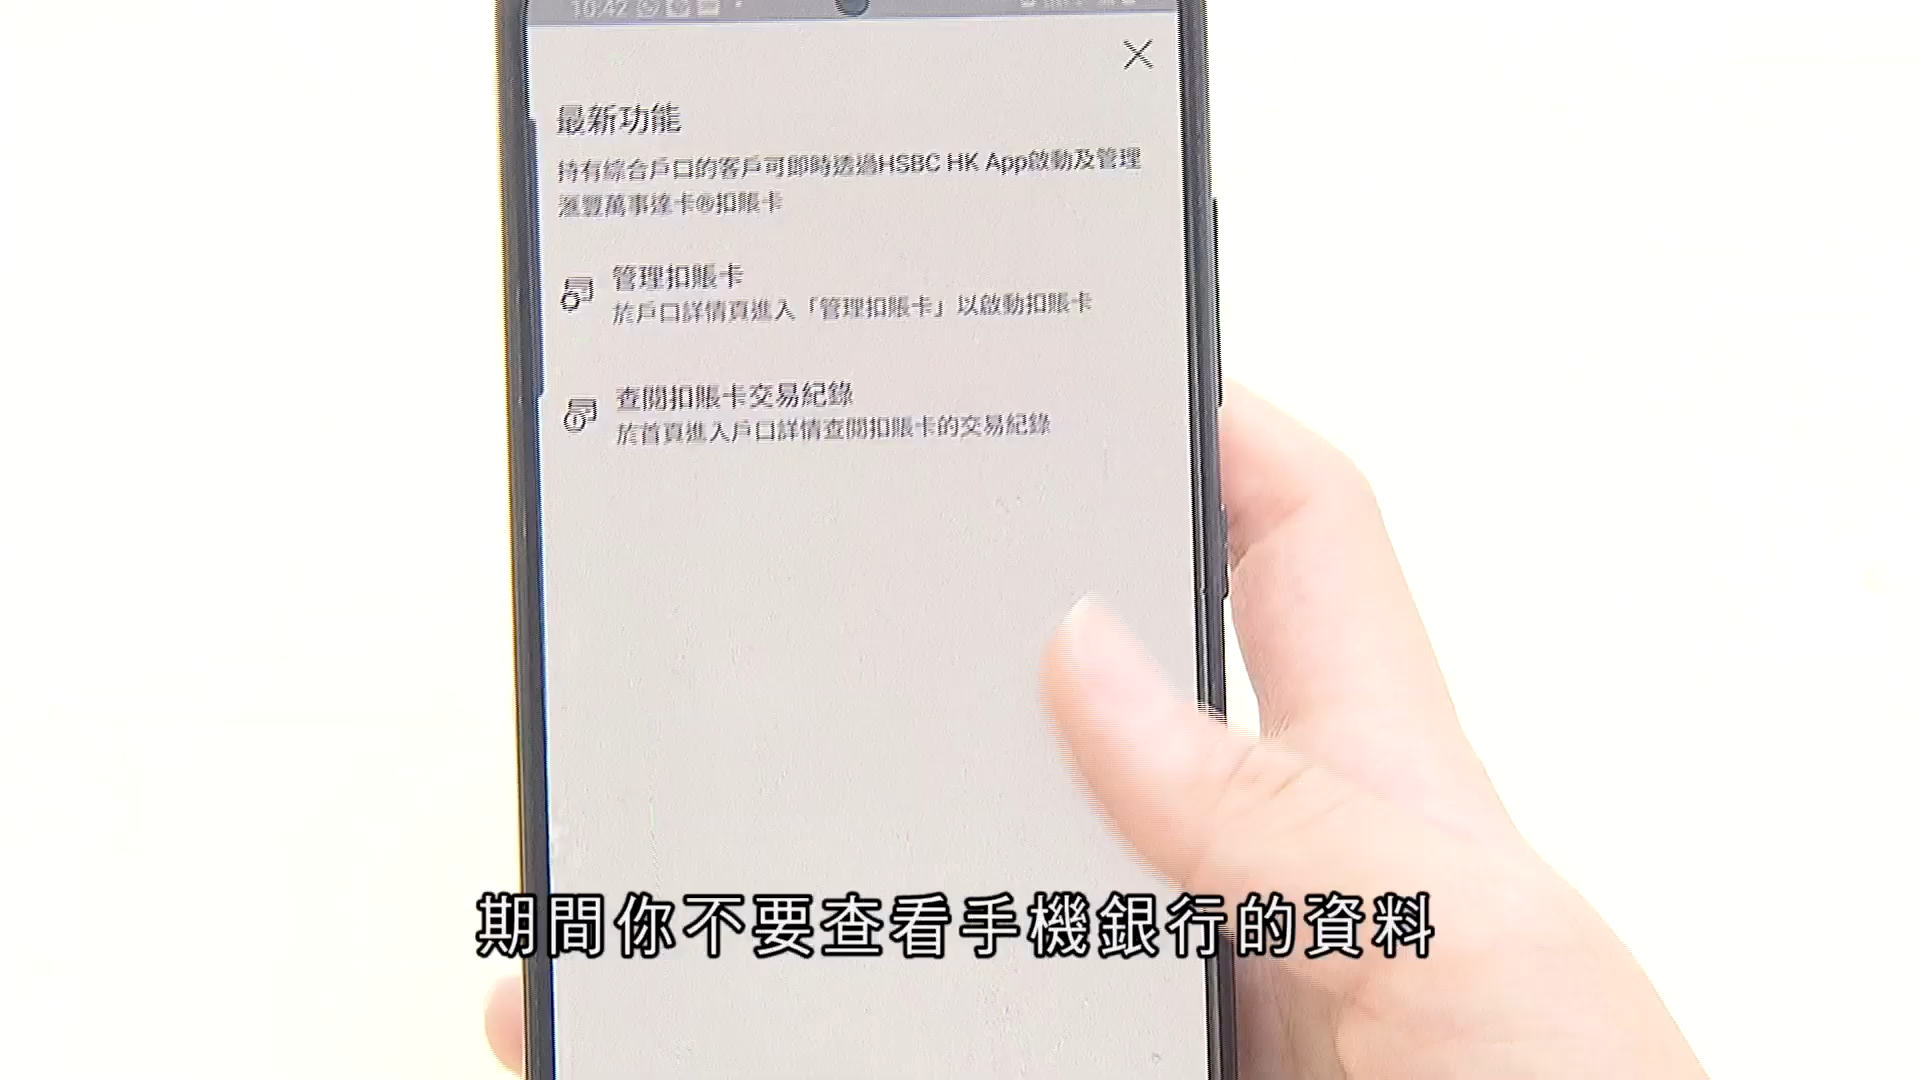 10:42
最新功能
持有綜合戶口的客戶可即時透過HSBC HK App啟動及管理
滙豐萬事達卡®扣賬卡
管理扣賬卡
於戶口詳情頁進入「管理扣賬卡」以啟動扣賬卡
查閱扣賬卡交易紀錄
於首頁進入戶口詳情查閱扣賬卡的交易紀錄
期間你不要查看手機銀行的資料